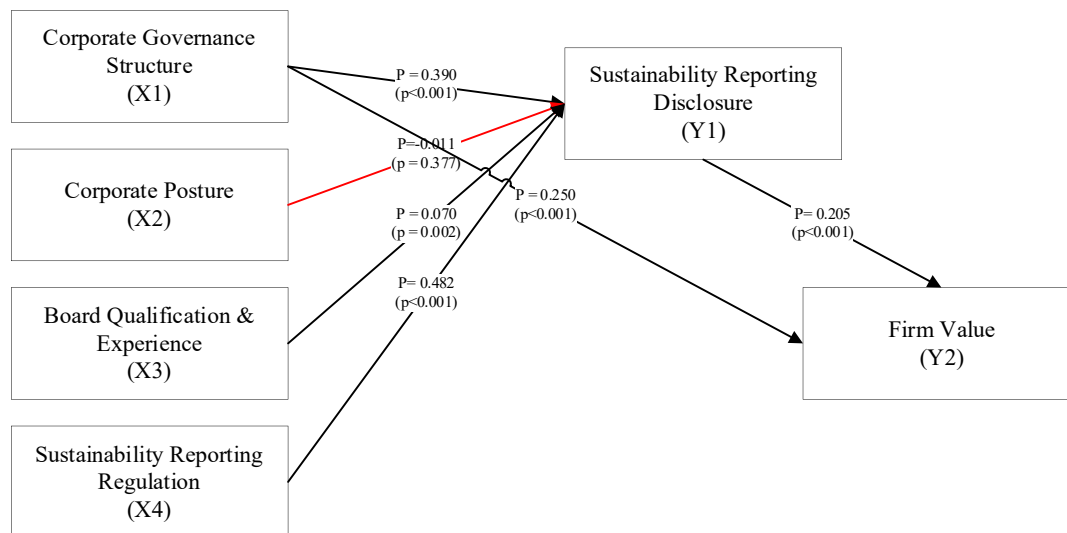 Corporate Governance
Structure
(X1)
P = 0.390
(p<0.001)
Sustainability Reporting
Disclosure
(Y1)
P=-0.011
(p = 0.377)
Corporate Posture
(X2)
P = 0.250
(p<0.001)
P = 0.070
(p = 0.002)
P= 0.205
(p<0.001)
P= 0.482
(p<0.001)
Board Qualification &
Experience
(X3)
Firm Value
(Y2)
Sustainability Reporting
Regulation
(X4)